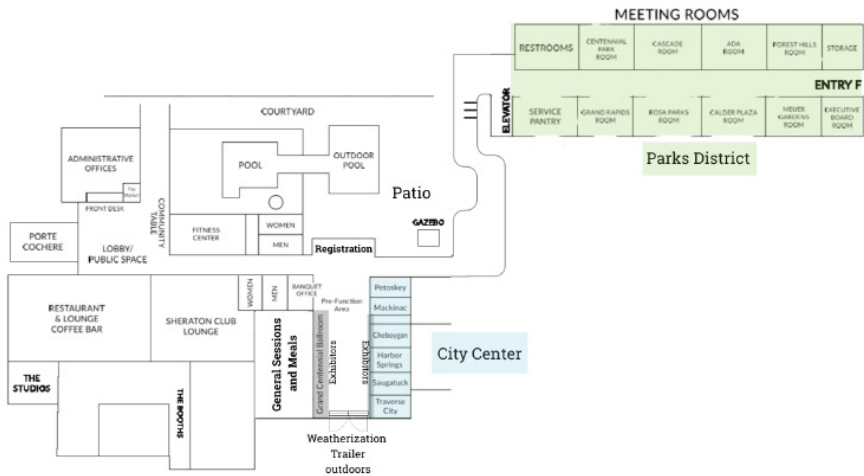 MEETING ROOMS
RESTROOMS
CENTENNIAL
PARK
ROOM
CASCADE
ROOM
ADA
ROOM
FOREST HILLS
ROOM
STORAGE
ENTRY F
ELEVATOR
SERVICE
PANTRY
GRAND RAPIDS
ROOM
ROSA PARKS
ROOM
CALDER PLAZA
ROOM
MEIJER
GARDENS
ROOM
EXECUTIVE
BOARD
ROOM
Parks District
COURTYARD
ADMINISTRATIVE
OFFICES
The
Market
FRONT DESK
POOL
OUTDOOR
POOL
Patio
COMMUNITY
TABLE
GAZEBO
PORTE
COCHERE
LOBBY/
PUBLIC SPACE
FITNESS
CENTER
WOMEN
MEN
Registration
RESTAURANT
& LOUNGE
COFFEE BAR
SHERATON CLUB
LOUNGE
WOMEN
MEN
BANQUET
OFFICE
Pre-Function
Area
Petoskey
Mackinac
Cheboygan
Harbor
Springs
Saugatuck
Traverse
City
City Center
General Sessions
and Meals
Grand Centennial Ballroom
Exhibitors
Exhibitors
THE
STUDIOS
THE BOOTHS
Weatherization
Trailer
outdoors